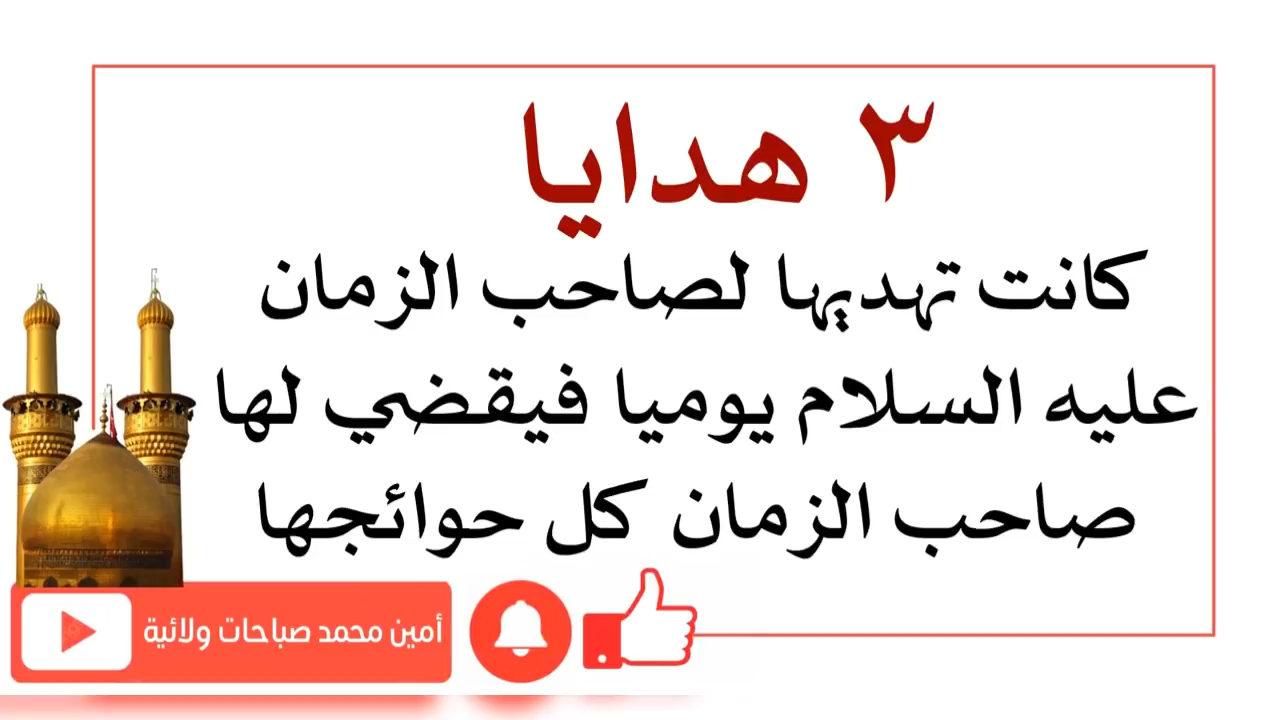 ٣ هدايا
كانت تهديها لصاحب الزمان
عليه السلام يوميا فيقضي لها
صاحب الزمان كل حوائجها
أمين محمد صباحات ولائية